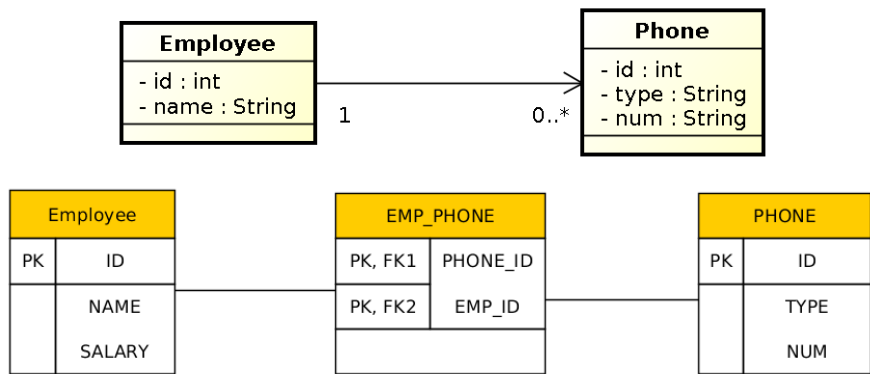 Employee
- id : int
- name : String
1
0..*
Phone
- id : int
- type : String
- num : String
Employee
PK ID
NAME
SALARY
EMP_PHONE
PK, FK1 PHONE_ID
PK, FK2 EMP_ID
PHONE
PK ID
TYPE
NUM